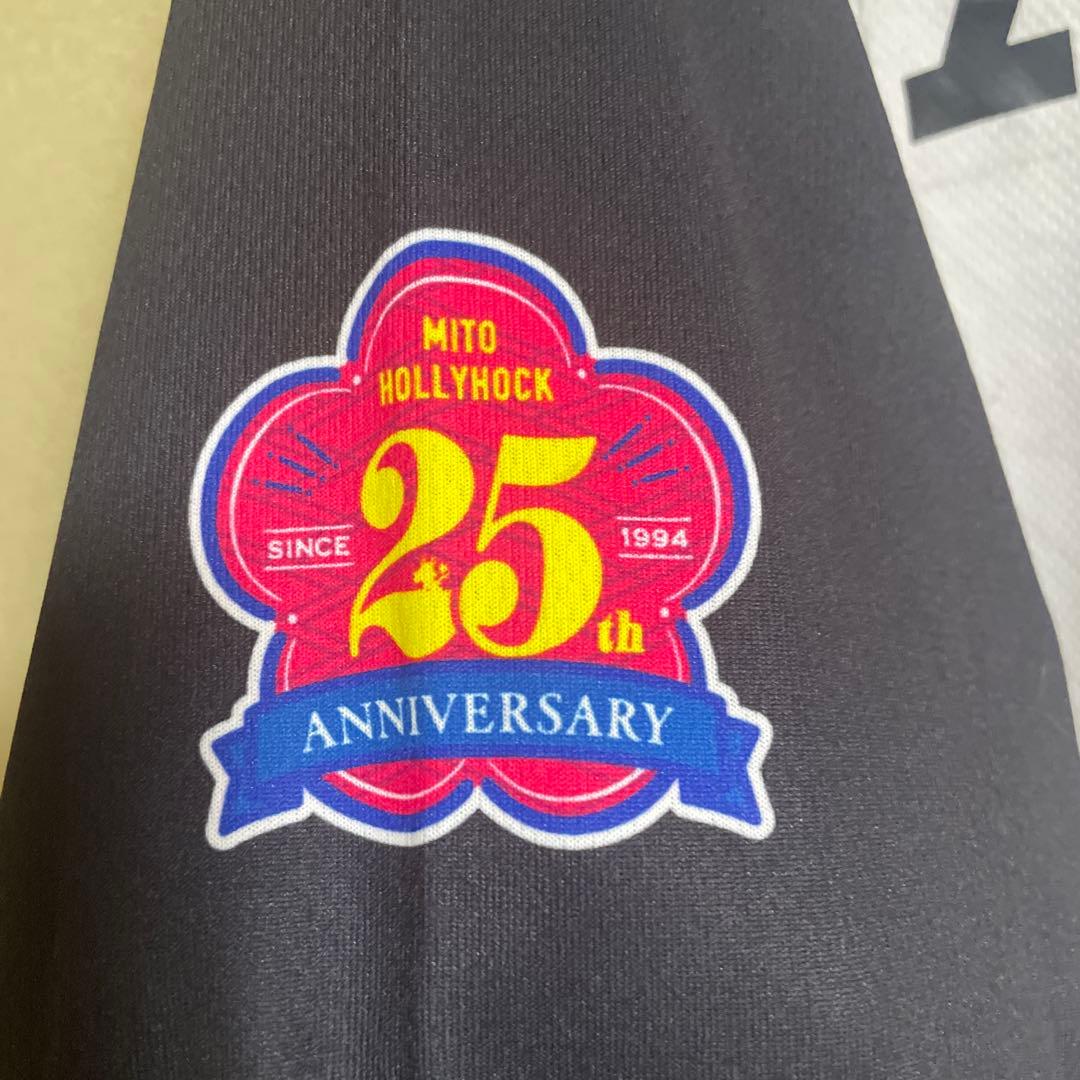 MITO
HOLLYHOCK
25th
SINCE 1994
ANNIVERSARY